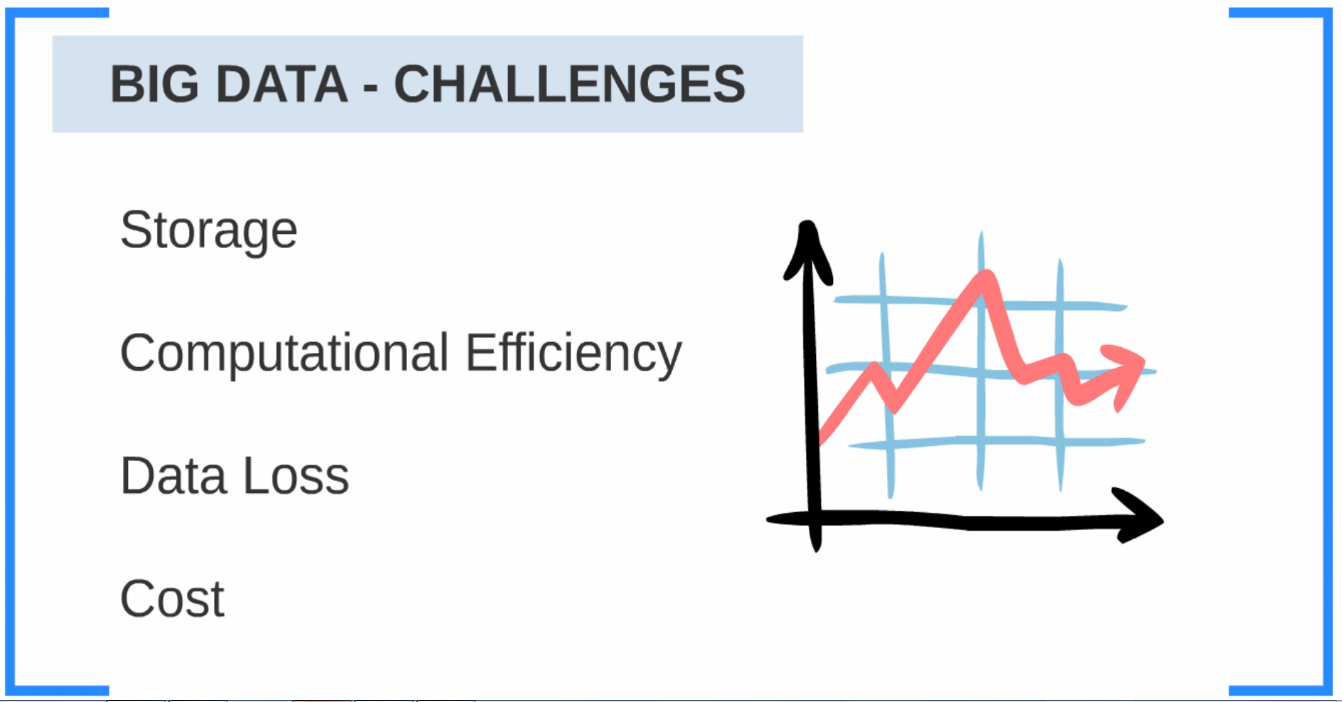 BIG DATA - CHALLENGES
Storage
Computational Efficiency
Data Loss
Cost